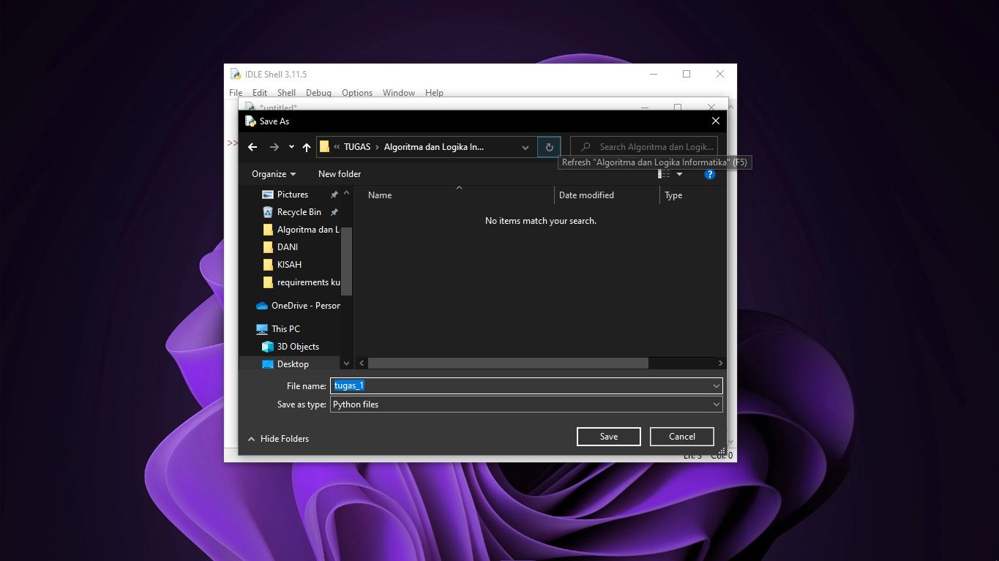 IDLE Shell 3.11.5
File Edit Shell Debug Options Window Help
*untitled*
Save As
>>
« TUGAS > Algoritma dan Logika In...
Search Algoritma dan Logik...
Refresh "Algoritma dan Logika Informatika" (F5)
Organize New folder
?
Name Date modified Type
No items match your search.
Pictures
Recycle Bin
Algoritma dan L
DANI
KISAH
requirements ku
OneDrive - Person
This PC
3D Objects
Desktop
File name: tugas_1
Save as type: Python files
Hide Folders
Save Cancel
Ln: 3 Col: 0